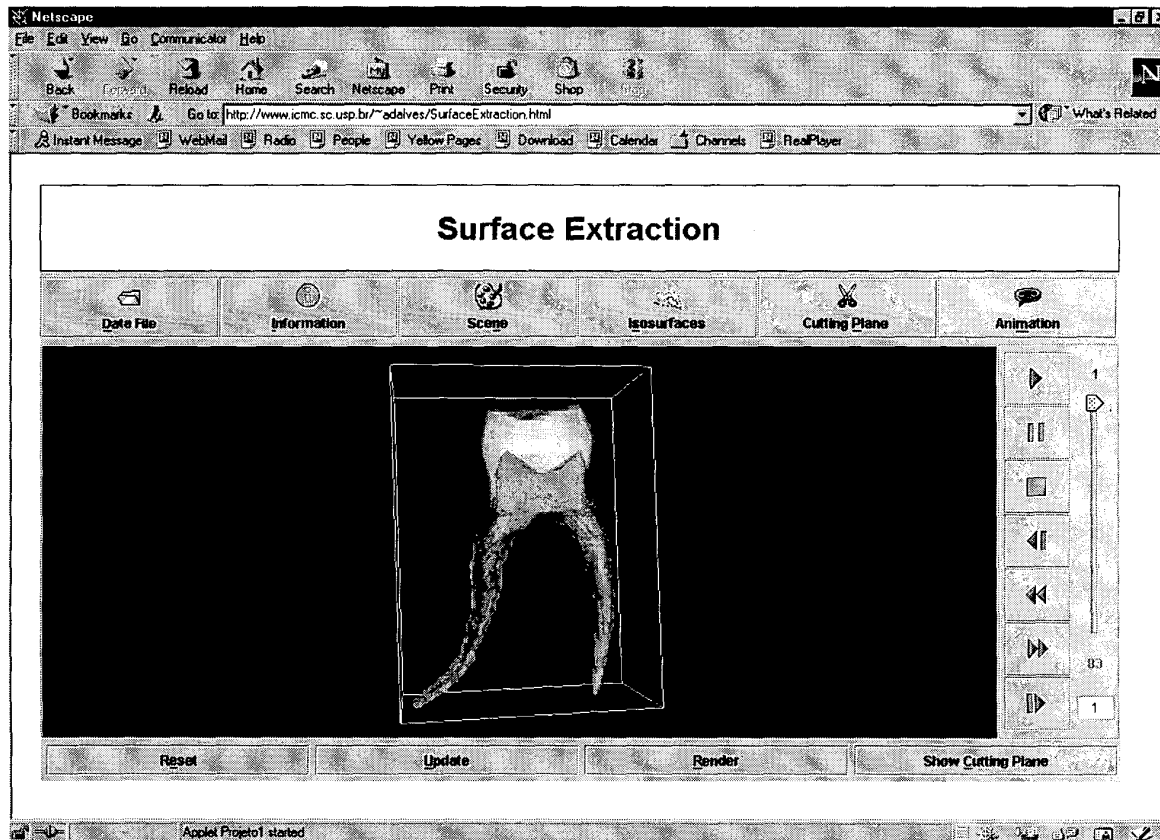 Netscape
File Edit View Go Communicator Help
Back Forward Reload Home Search Netscape Print Security Shop Stop
Bookmarks Go to: http://www.icmc.sc.usp.br/~adalves/SurfaceExtraction.html What's Related
Instant Message WebMail Radio People Yellow Pages Download Calendar Channels RealPlayer
Surface Extraction
Data File Information Scene Isosurfaces Cutting Plane Animation
1
83
1
Reset Update Render Show Cutting Plane
Applet Projeto1 started